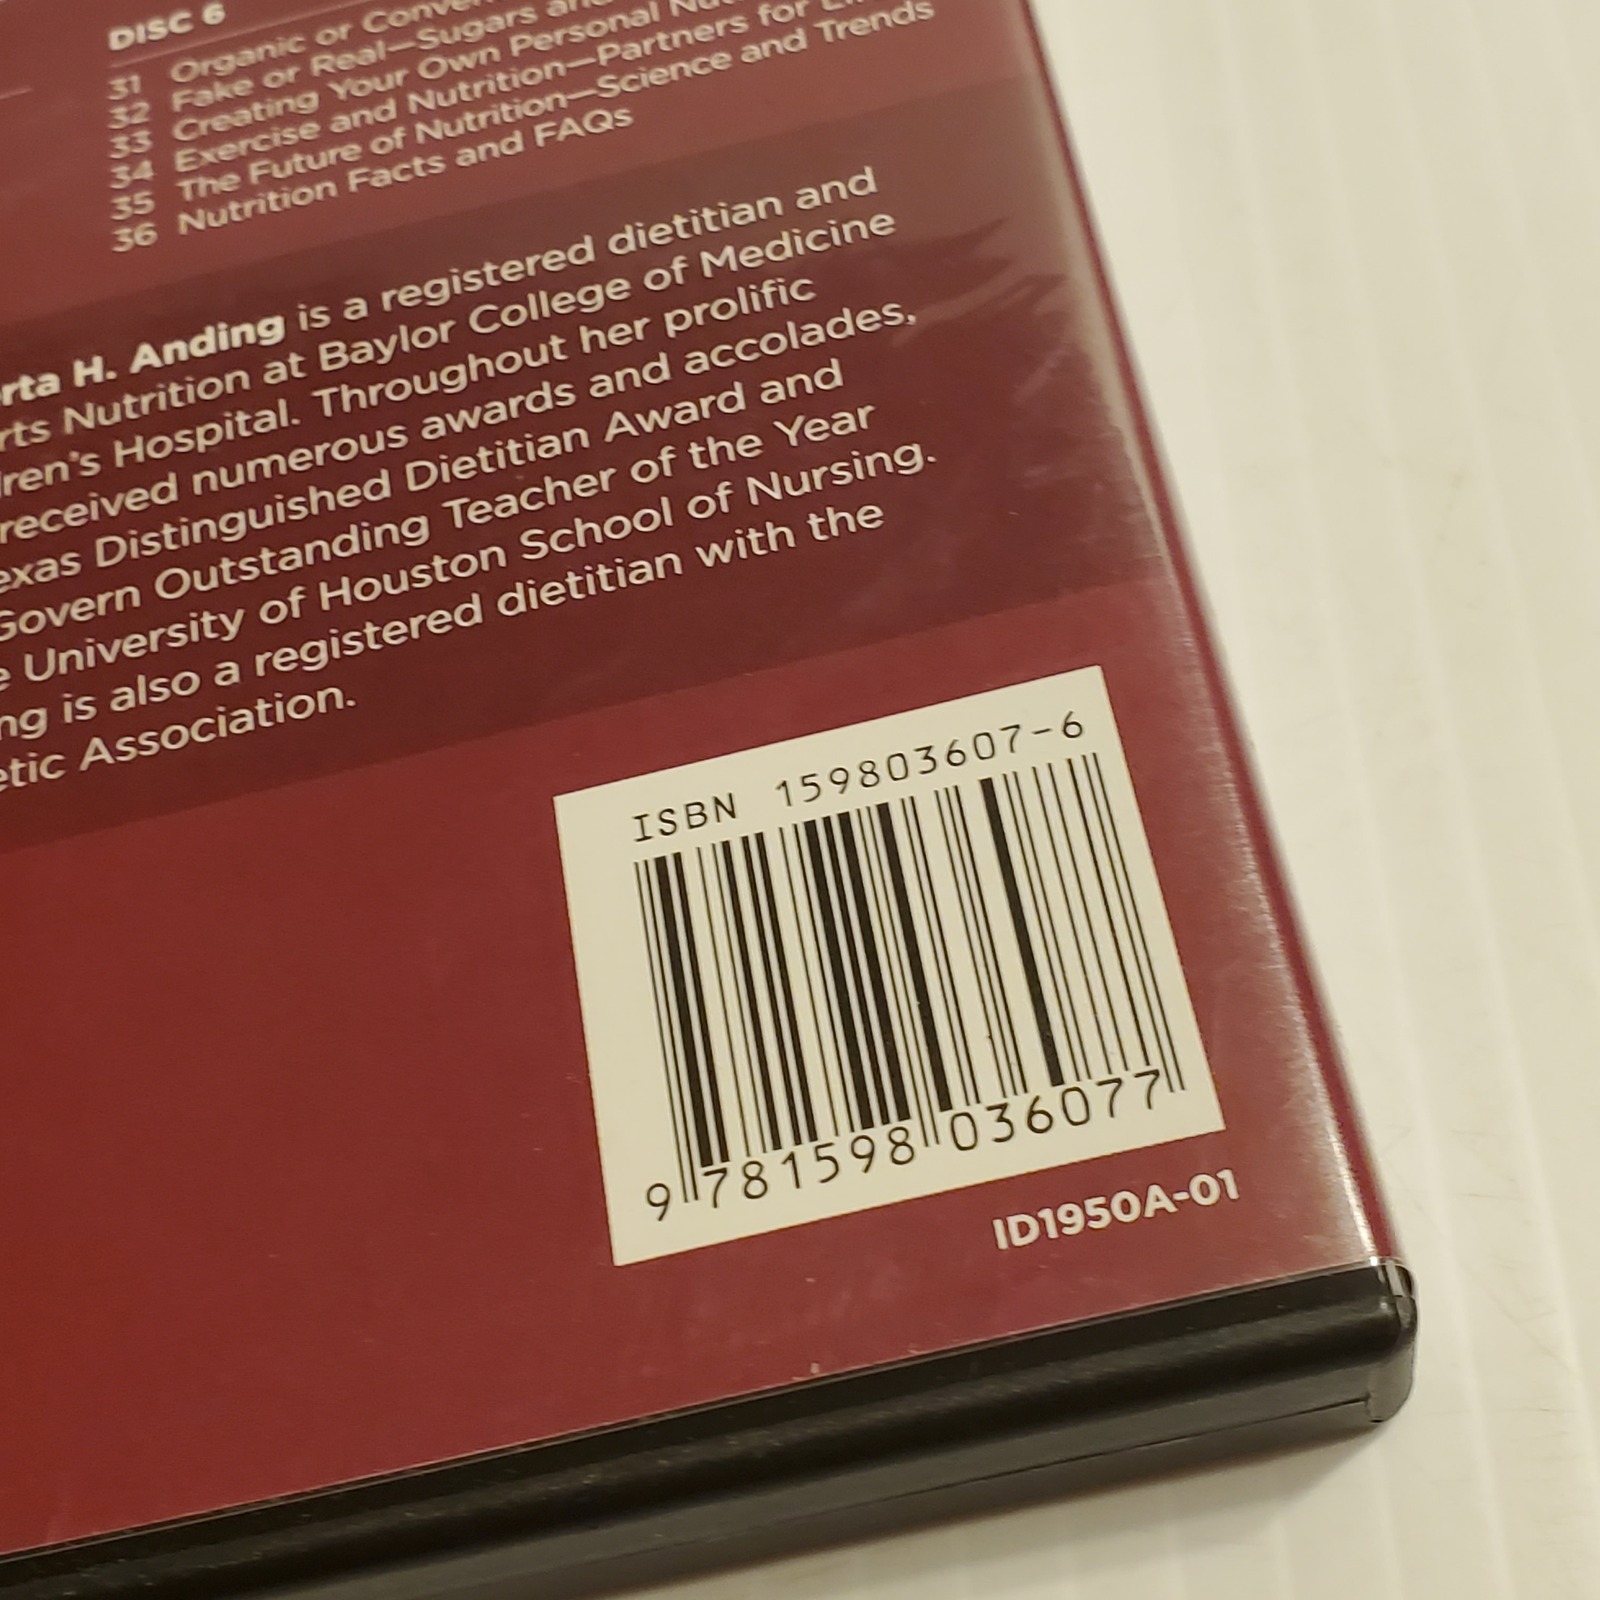 DISC 6
31 Organic or
32 Fake or Real—Sugars
33 Creating Your Own Personal
34 Exercise and Nutrition—Partners for
35 The Future of Nutrition—Science and Trends
36 Nutrition Facts and FAQs
rta H. Anding is a registered dietitian and
rts Nutrition at Baylor College of Medicine
ren's Hospital. Throughout her prolific
received numerous awards and accolades,
exas Distinguished Dietitian Award and
Govern Outstanding Teacher of the Year
e University of Houston School of Nursing.
ng is also a registered dietitian with the
etic Association.
ISBN 159803607-6
9 781598 036077
ID1950A-01